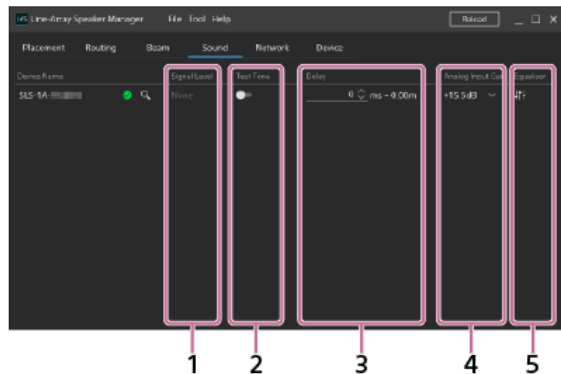 LAS Line-Array Speaker Manager File Tool Help Reload
Placement Routing Beam Sound Network Device
Device Name Signal Level Test Tone Delay Analog Input Gai Equalizer
SLS-1A- None 0 ms ~ 0.00m +15.5dB
1 2 3 4 5